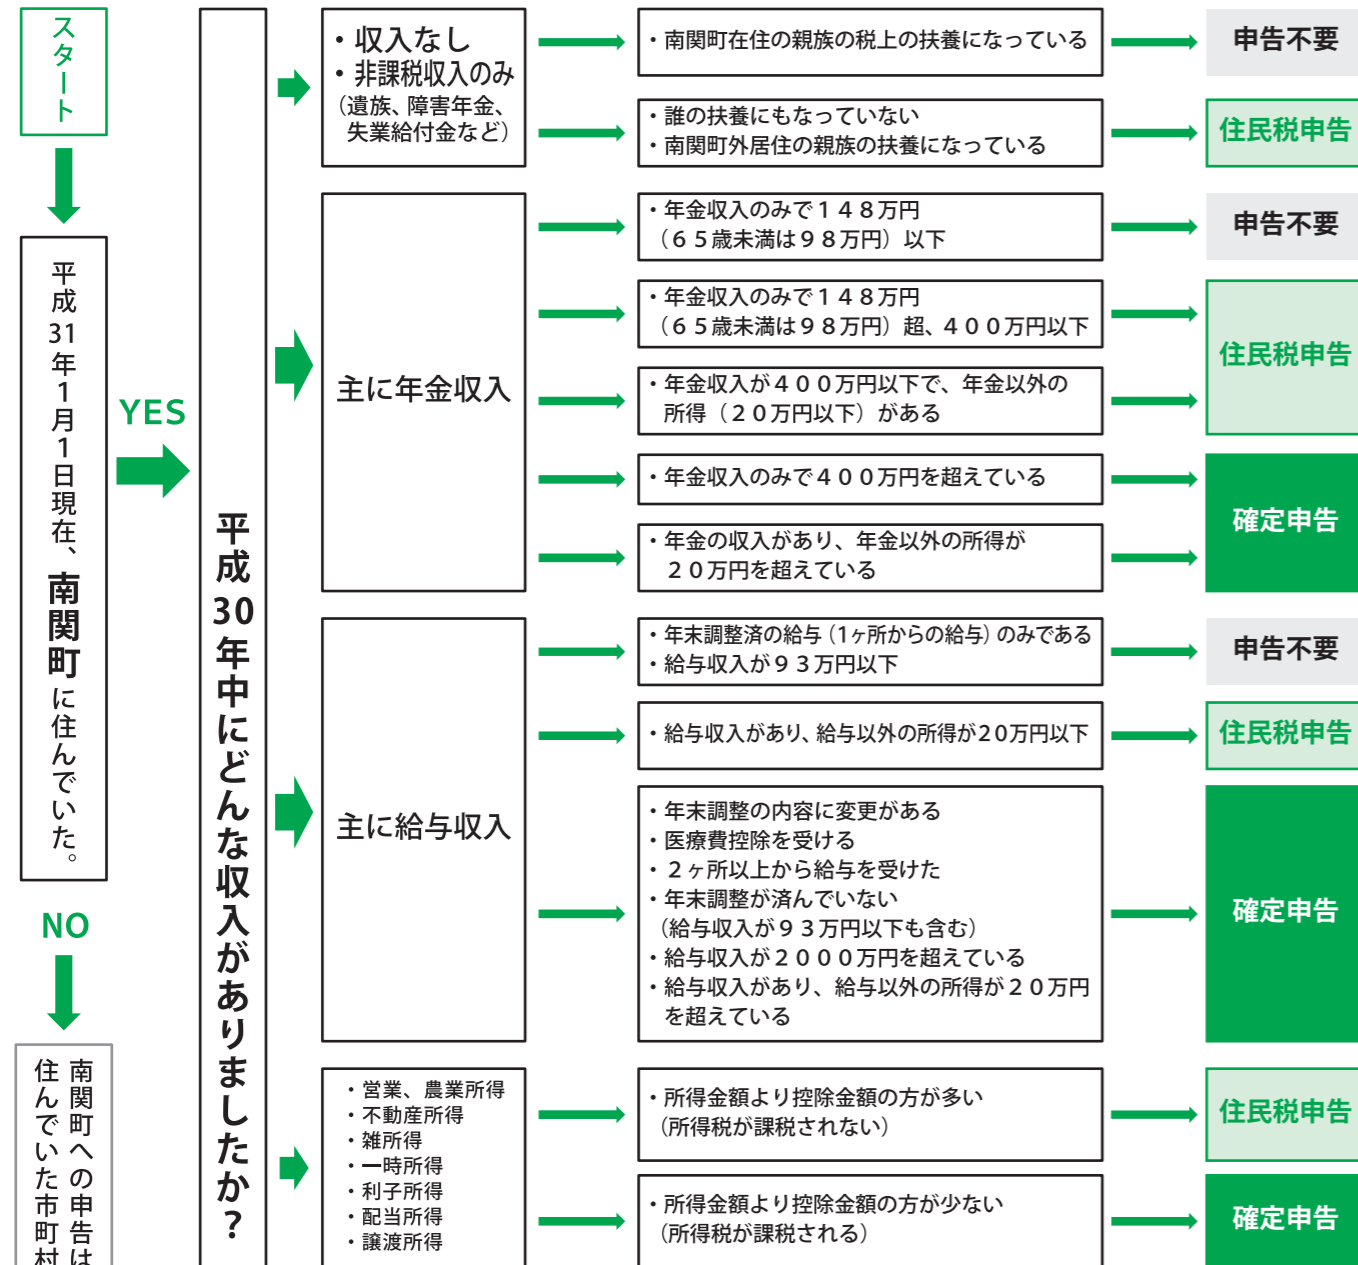 スタート
平成31年1月1日現在、南関町に住んでいた。
YES
NO
南関町への申告は
住んでいた市町村
平成30年中にどんな収入がありましたか？
・収入なし
・非課税収入のみ
（遺族、障害年金、
失業給付金など）
・南関町在住の親族の税上の扶養になっている
申告不要
・誰の扶養にもなっていない
・南関町外居住の親族の扶養になっている
住民税申告
主に年金収入
・年金収入のみで１４８万円
（６５歳未満は９８万円）以下
申告不要
・年金収入のみで１４８万円
（６５歳未満は９８万円）超、４００万円以下
・年金収入が４００万円以下で、年金以外の
所得（２０万円以下）がある
住民税申告
・年金収入のみで４００万円を超えている
・年金の収入があり、年金以外の所得が
２０万円を超えている
確定申告
主に給与収入
・年末調整済の給与（1ヶ所からの給与）のみである
・給与収入が９３万円以下
申告不要
・給与収入があり、給与以外の所得が20万円以下
住民税申告
・年末調整の内容に変更がある
・医療費控除を受ける
・２ヶ所以上から給与を受けた
・年末調整が済んでいない
（給与収入が９３万円以下も含む）
・給与収入が２０００万円を超えている
・給与収入があり、給与以外の所得が２０万円
を超えている
確定申告
・営業、農業所得
・不動産所得
・雑所得
・一時所得
・利子所得
・配当所得
・譲渡所得
・所得金額より控除金額の方が多い
（所得税が課税されない）
住民税申告
・所得金額より控除金額の方が少ない
（所得税が課税される）
確定申告